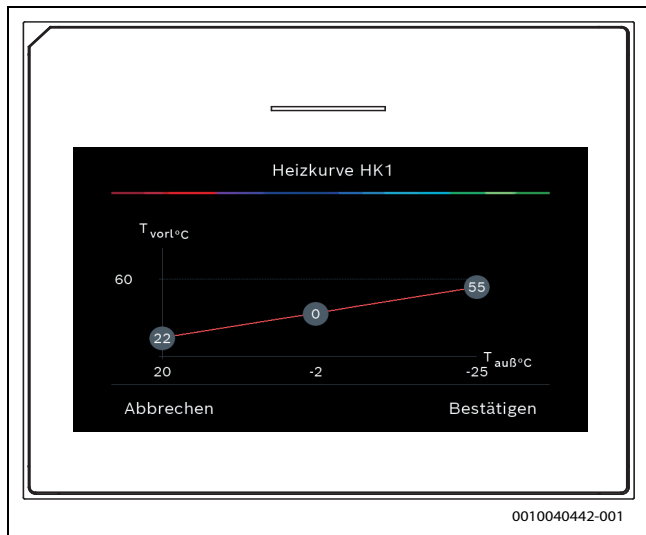 Heizkurve HK1
T vorl°C
60
55
0
22
T auß°C
20 -2 -25
Abbrechen Bestätigen
0010040442-001